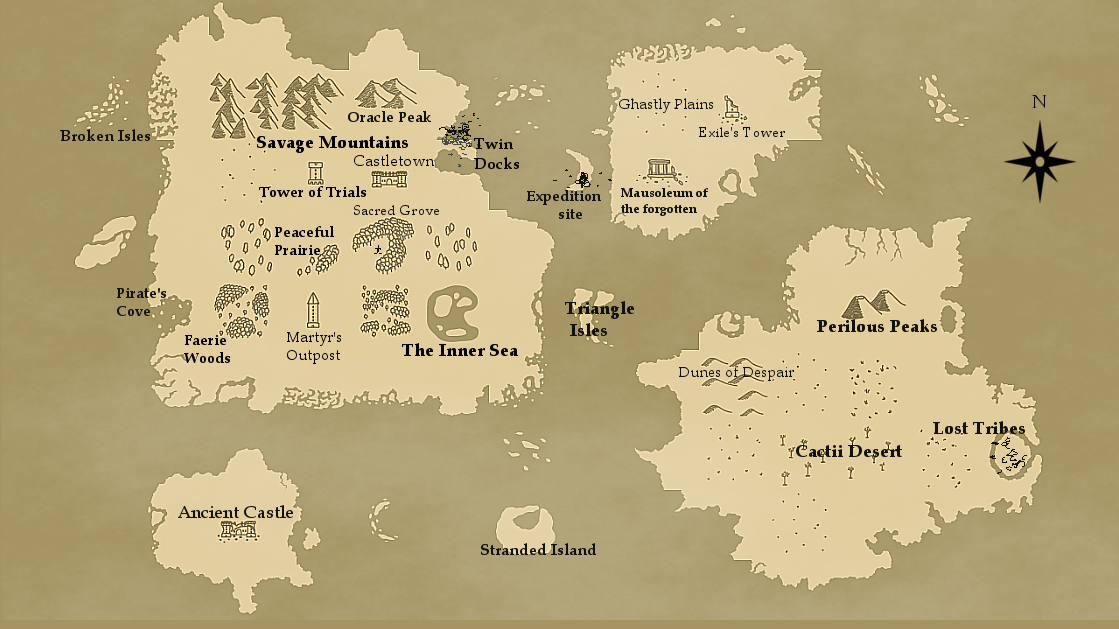 N
Ghastly Plains
Oracle Peak
Exile's Tower
Broken Isles
Savage Mountains
Twin
Docks
Castletown
Tower of Trials
Expedition
site
Mausoleum of
the forgotten
Sacred Grove
Peaceful
Prairie
Pirate's
Cove
Triangle
Isles
Perilous Peaks
Faerie
Woods
Martyr's
Outpost
The Inner Sea
Dunes of Despair
Lost Tribes
Cactii Desert
Ancient Castle
Stranded Island